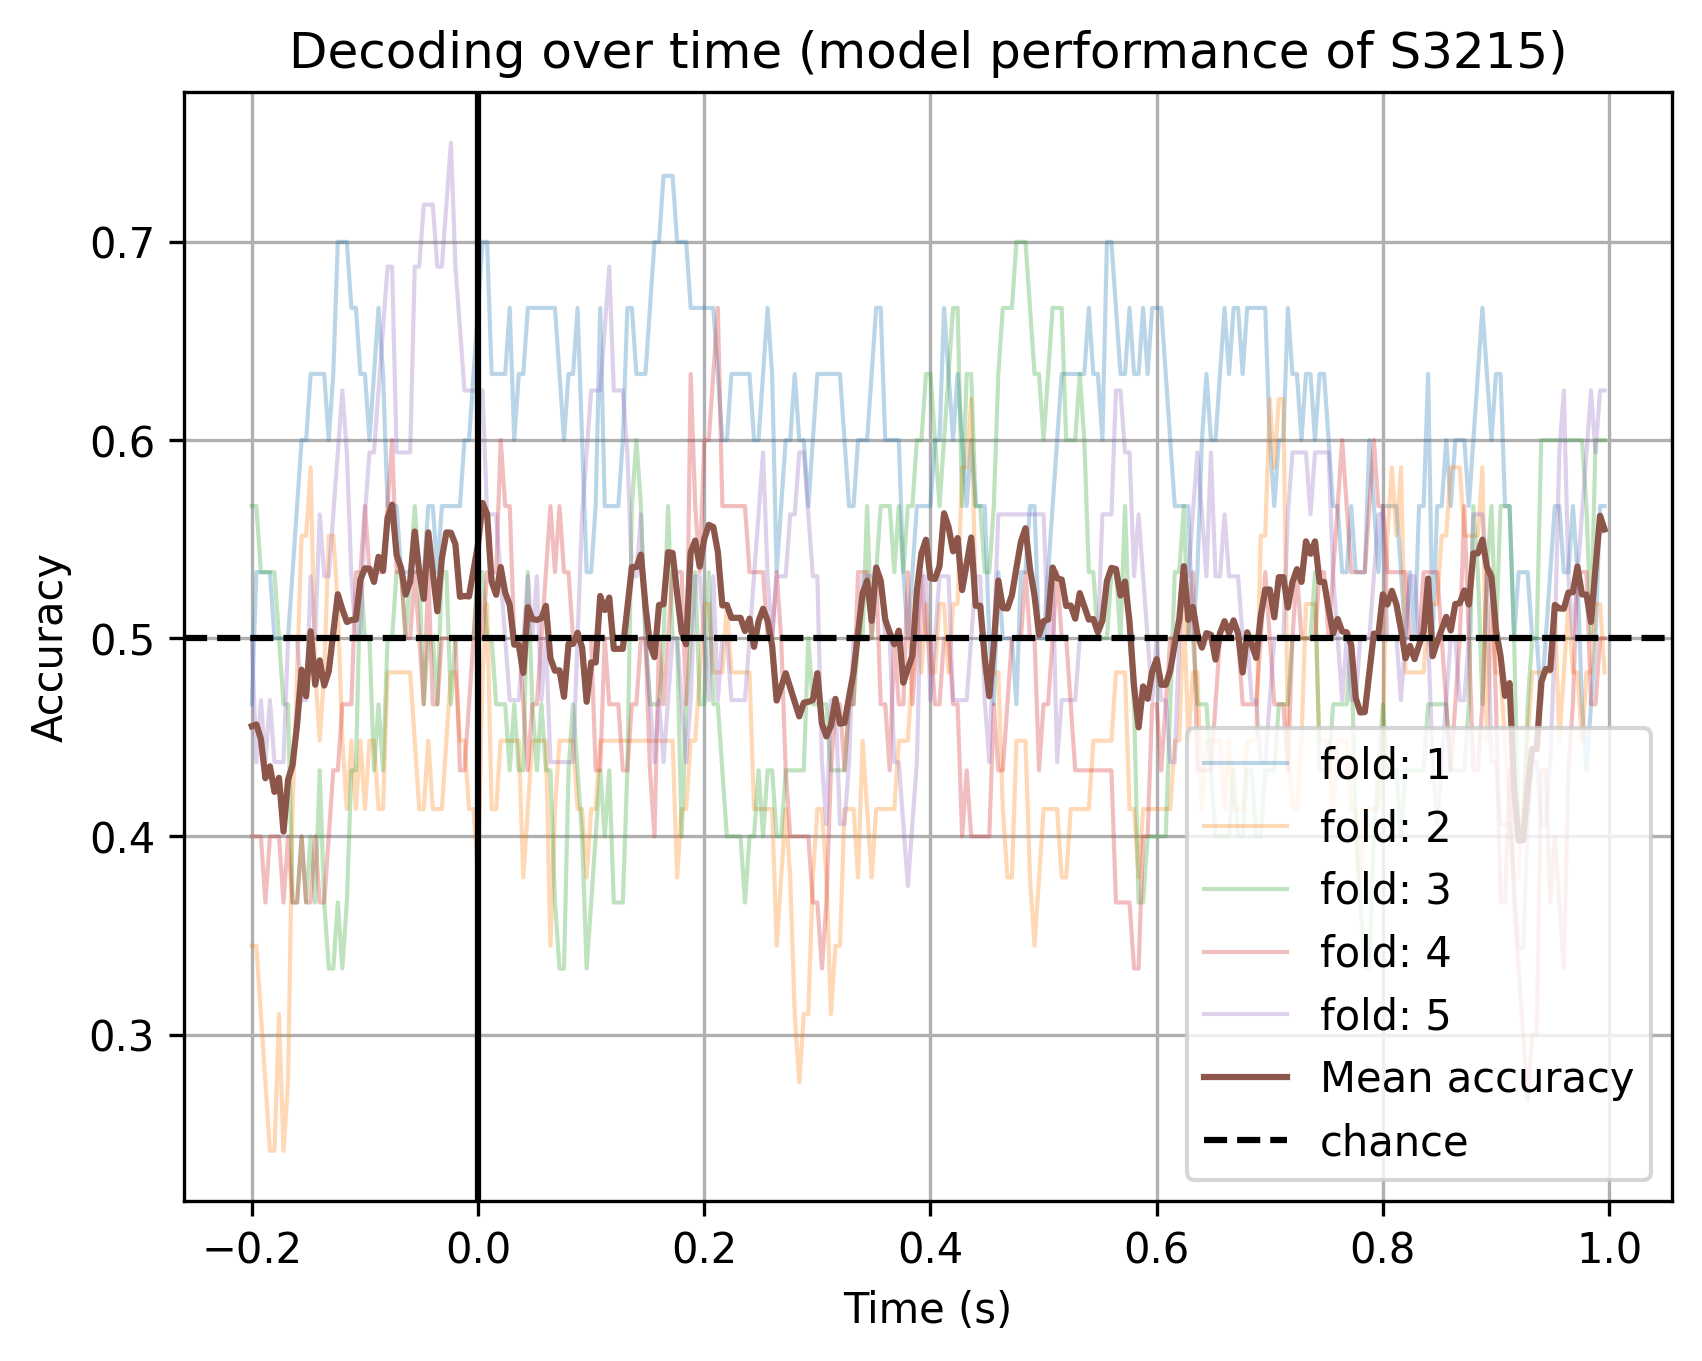 Decoding over time (model performance of S3215)
Accuracy
0.7
0.6
0.5
0.4
0.3
fold: 1
fold: 2
fold: 3
fold: 4
fold: 5
Mean accuracy
chance
−0.2 0.0 0.2 0.4 0.6 0.8 1.0
Time (s)